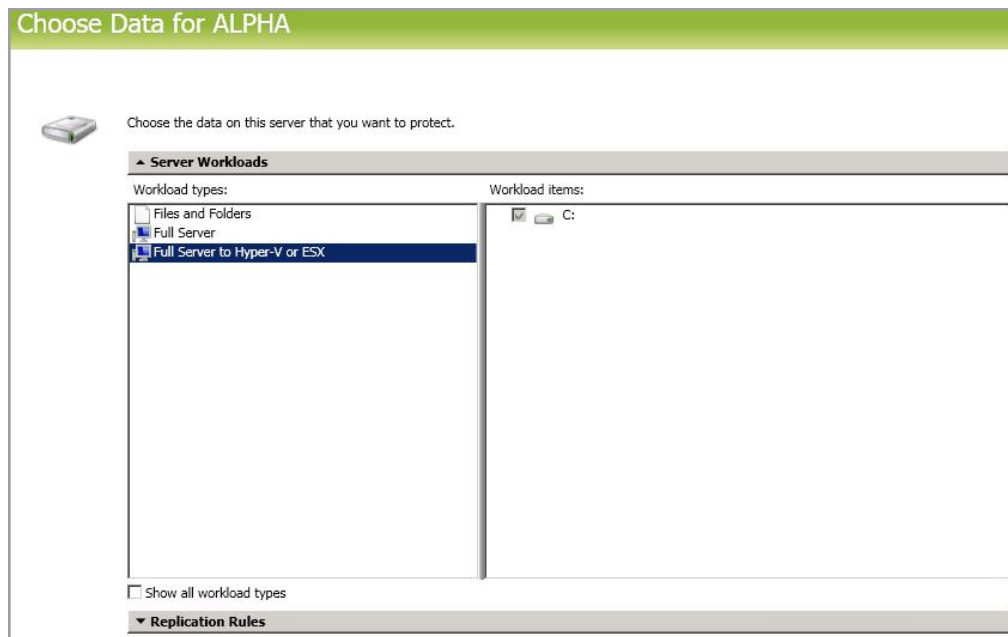 Choose Data for ALPHA
Choose the data on this server that you want to protect.
Server Workloads
Workload types:
Workload items:
Files and Folders
Full Server
Full Server to Hyper-V or ESX
C:
Show all workload types
Replication Rules